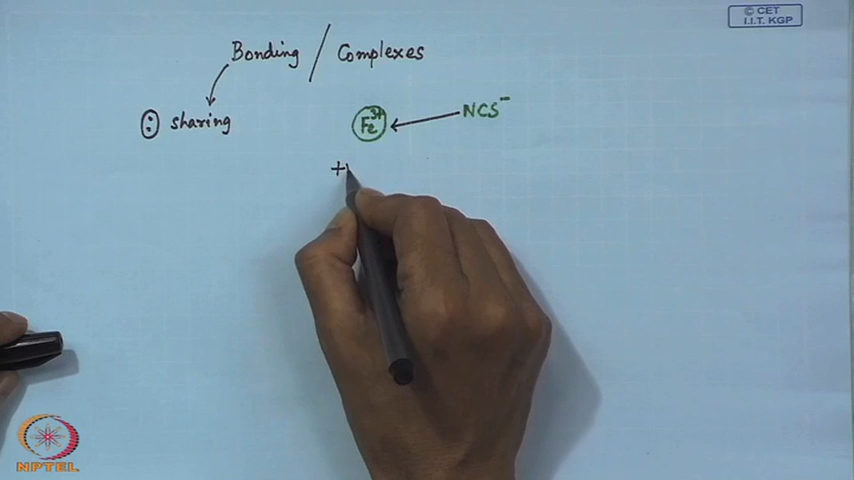 © CET
I.I.T. KGP
Bonding / Complexes
: sharing
Fe³⁺
NCS⁻
+
NPTEL